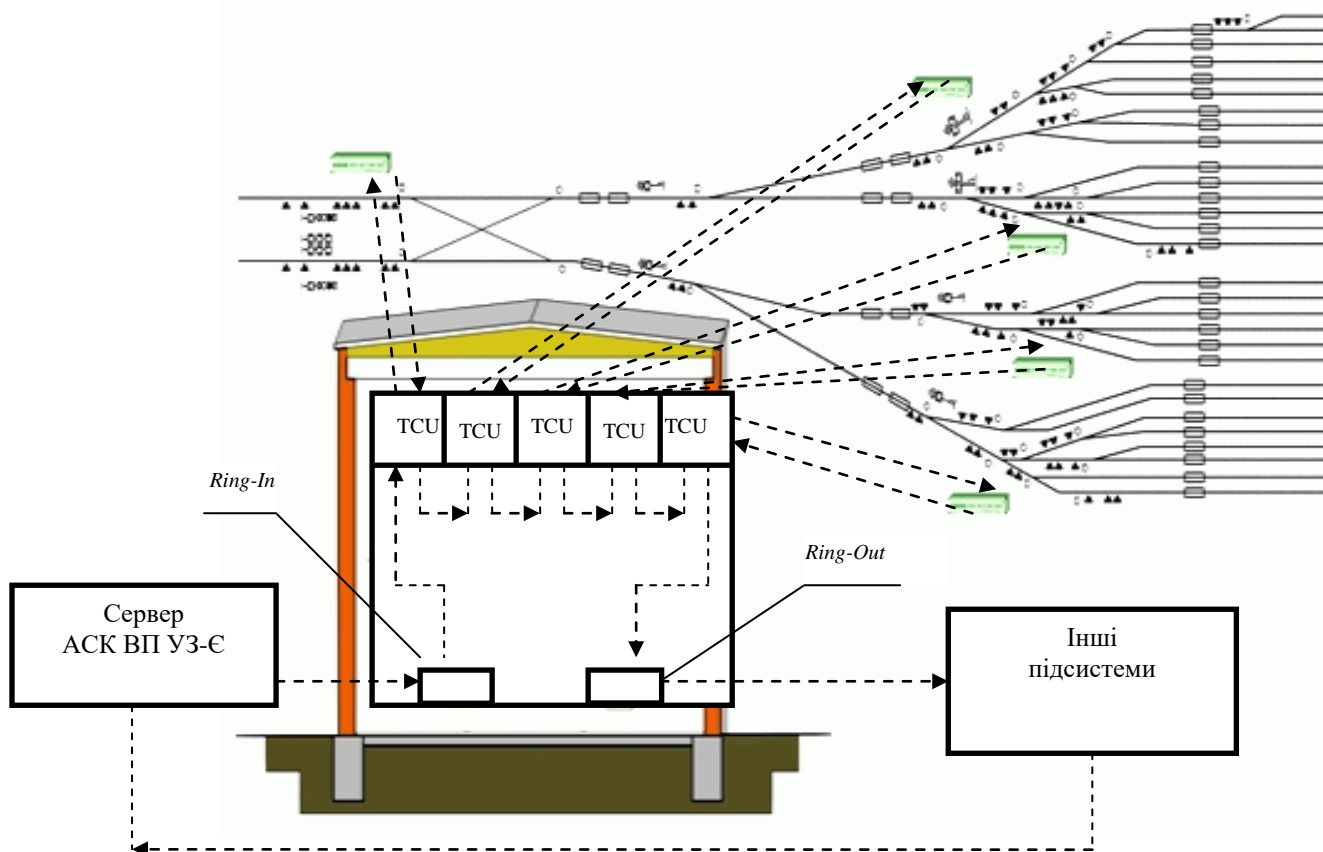 TCU
TCU
TCU
TCU
TCU
Ring-In
Ring-Out
Сервер
АСК ВП УЗ-Є
Інші
підсистеми